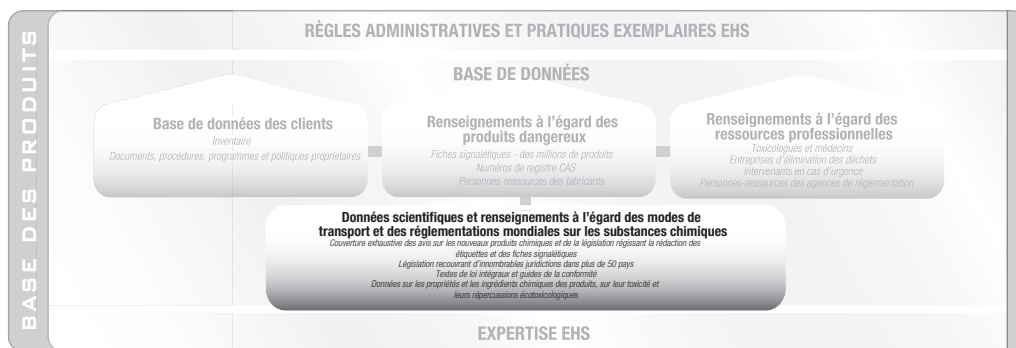 BASE DES PRODUITS
RÈGLES ADMINISTRATIVES ET PRATIQUES EXEMPLAIRES EHS
BASE DE DONNÉES
Base de données des clients
Inventaire
Documents, procédures, programmes et politiques propriétaires
Renseignements à l'égard des
produits dangereux
Fiches signalétiques - des millions de produits
Numéros de registre CAS
Personnes-ressources des fabricants
Renseignements à l'égard des
ressources professionnelles
Toxicologues et médecins
Entreprises d'élimination des déchets
Intervenants en cas d'urgence
Personnes-ressources des agences de réglementation
Données scientifiques et renseignements à l'égard des modes de
transport et des réglementations mondiales sur les substances chimiques
Couverture exhaustive des avis sur les nouveaux produits chimiques et de la législation régissant la rédaction des
étiquettes et des fiches signalétiques
Législation recouvrant d'innombrables juridictions dans plus de 50 pays
Textes de loi intégraux et guides de la conformité
Données sur les propriétés et les ingrédients chimiques des produits, sur leur toxicité et
leurs répercussions écotoxicologiques
EXPERTISE EHS